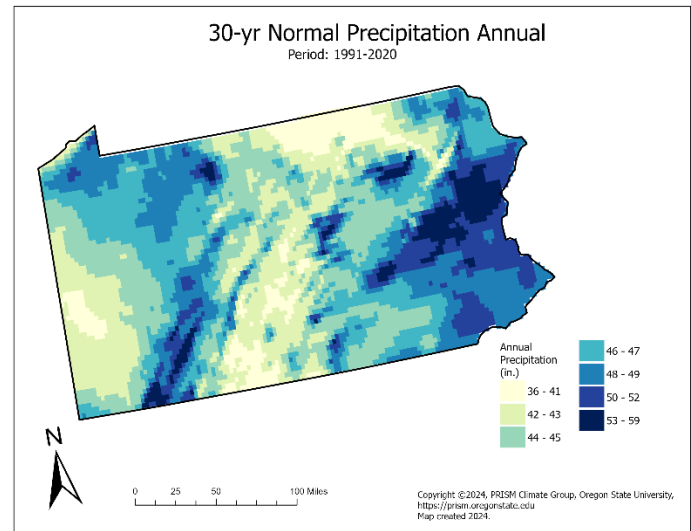 30-yr Normal Precipitation Annual
Period: 1991-2020
Annual
Precipitation
(in.)
36 - 41
42 - 43
44 - 45
46 - 47
48 - 49
50 - 52
53 - 59
N
0 25 50 100 Miles
Copyright ©2024, PRISM Climate Group, Oregon State University,
https://prism.oregonstate.edu
Map created 2024.